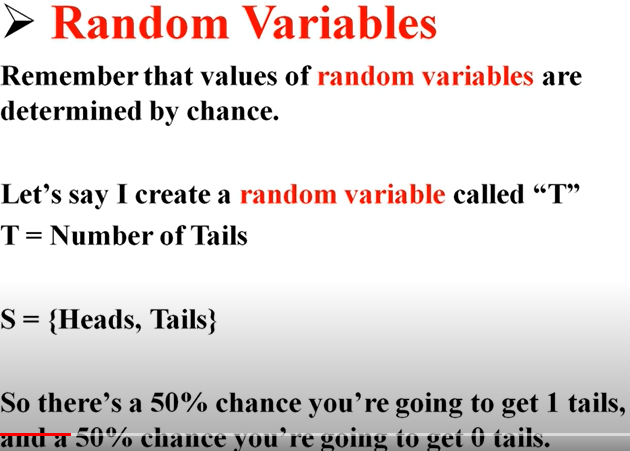 ➢ Random Variables
Remember that values of random variables are
determined by chance.
Let’s say I create a random variable called “T”
T = Number of Tails
S = {Heads, Tails}
So there’s a 50% chance you’re going to get 1 tails,
and a 50% chance you’re going to get 0 tails.